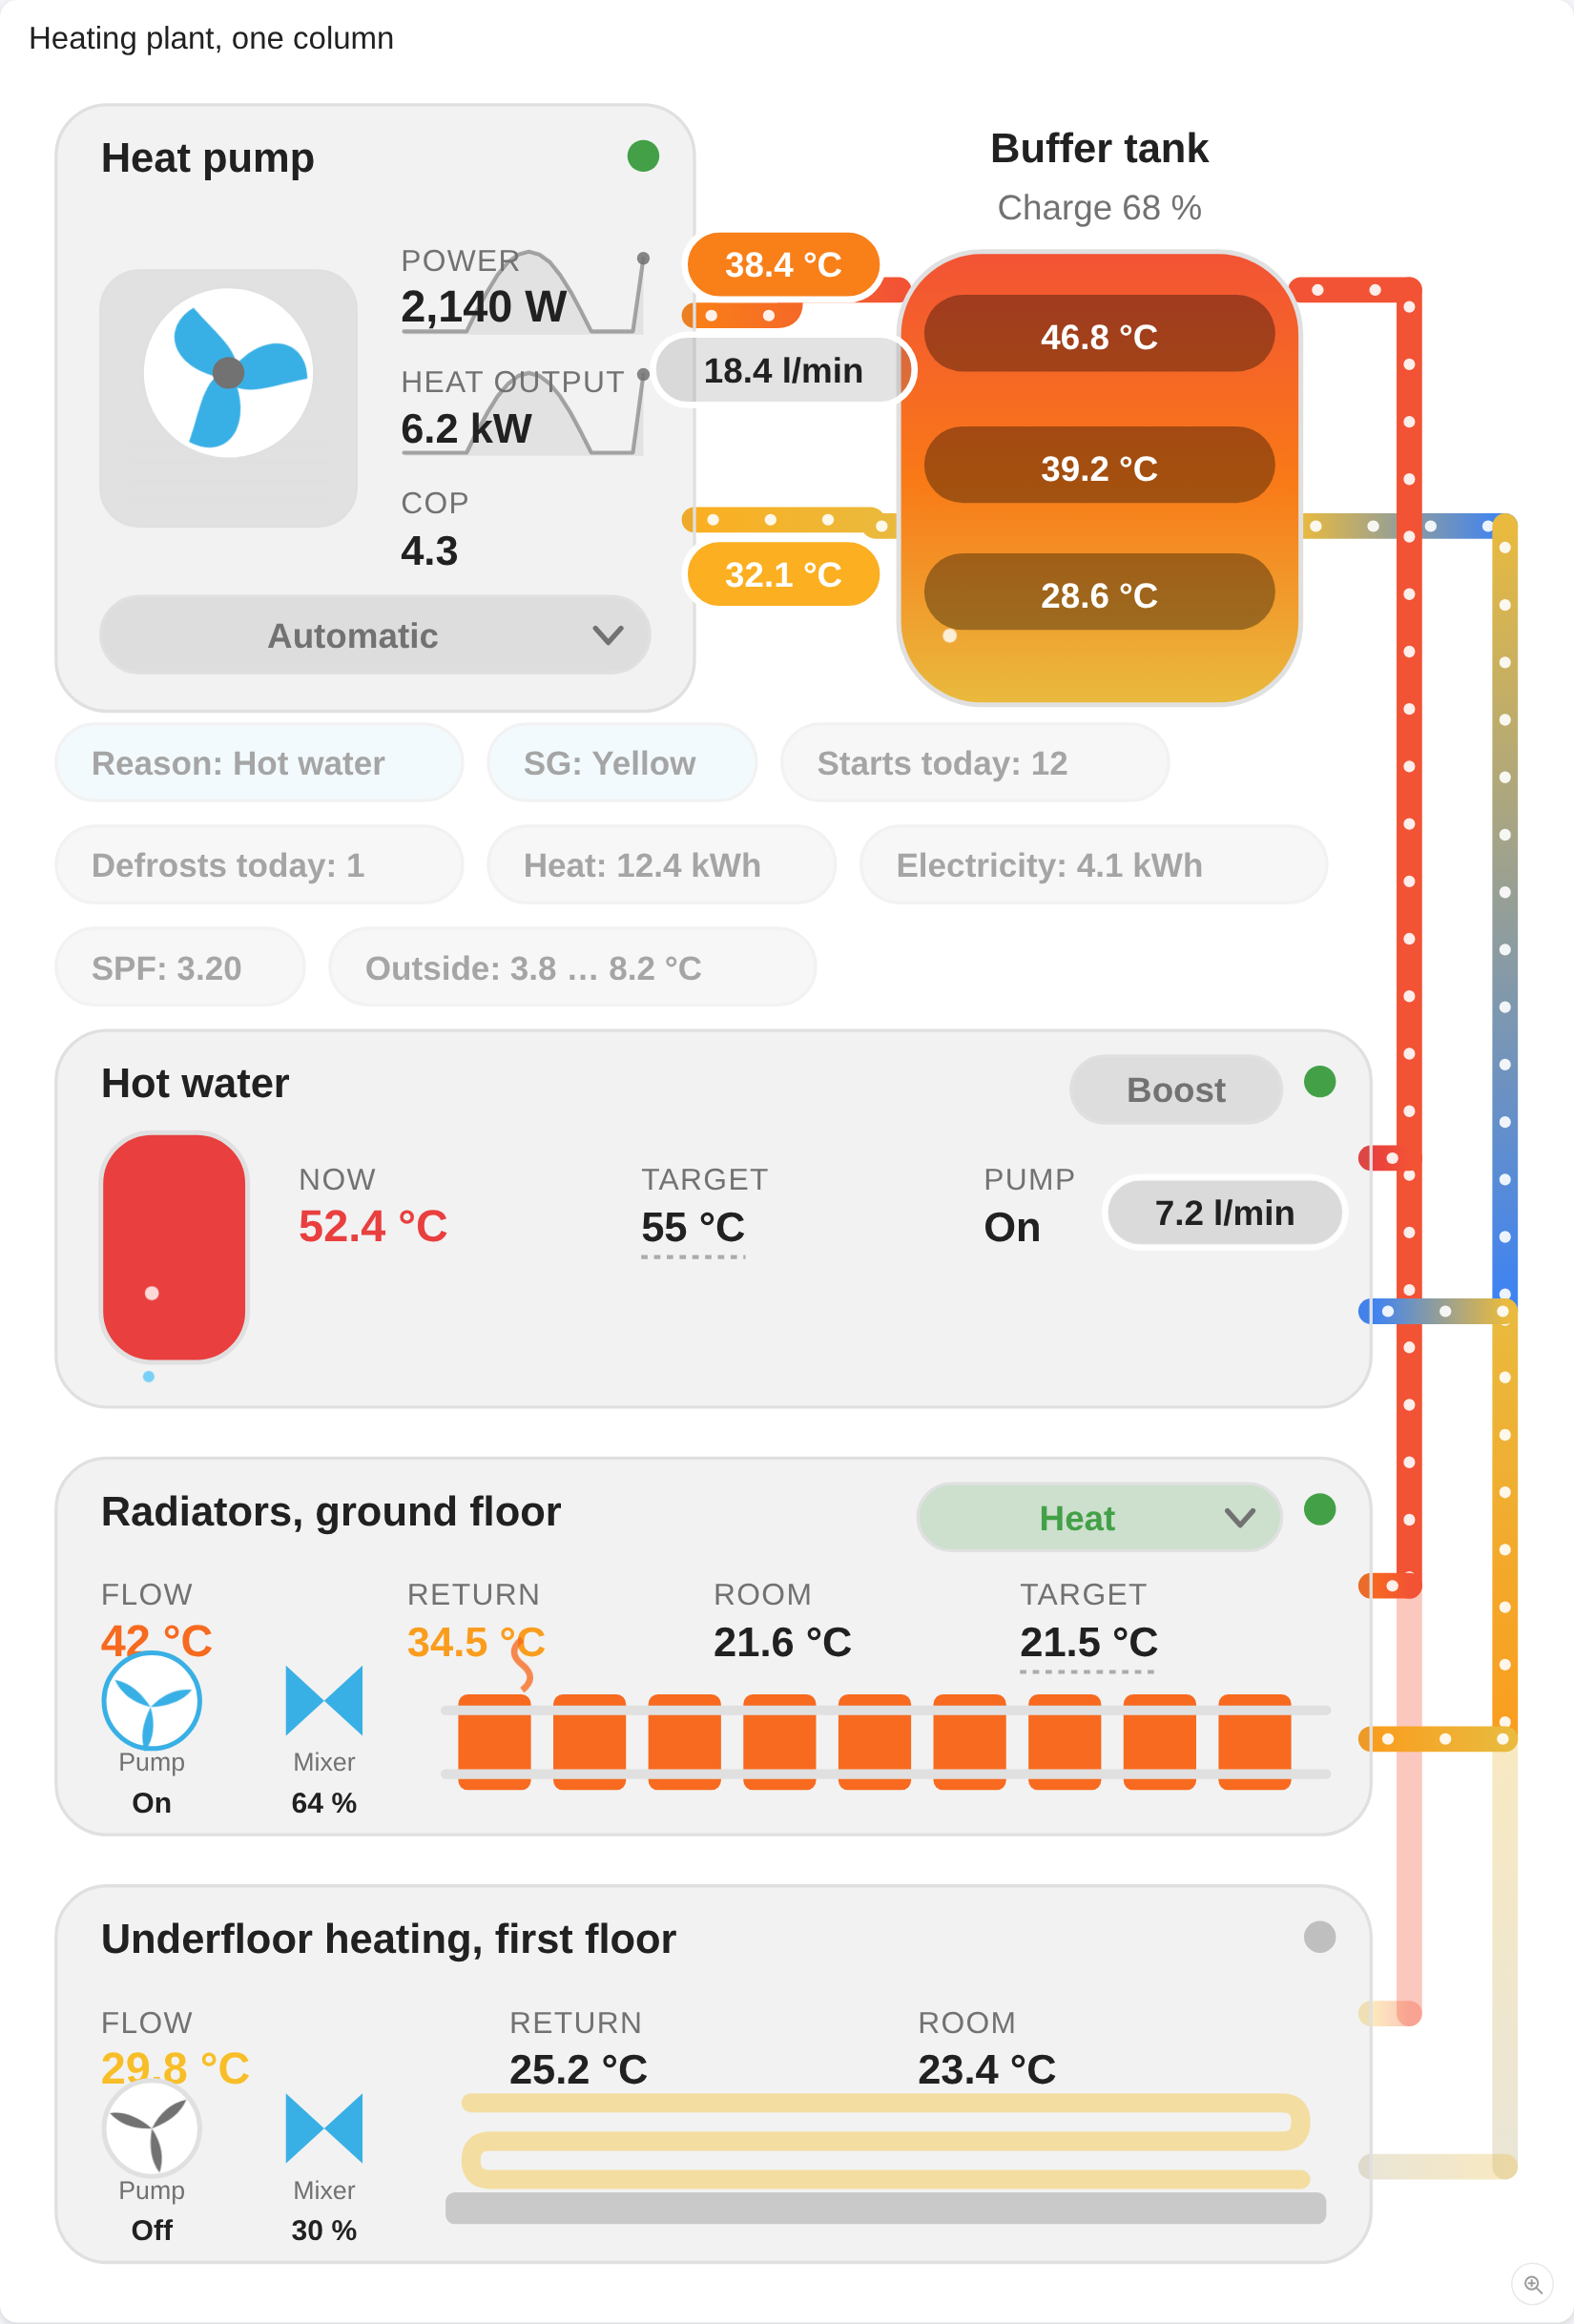 Heating plant, one column
Heat pump
POWER
2,140 W
HEAT OUTPUT
6.2 kW
COP
4.3
Automatic
38.4 °C
18.4 l/min
32.1 °C
Buffer tank
Charge 68 %
46.8 °C
39.2 °C
28.6 °C
Reason: Hot water
SG: Yellow
Starts today: 12
Defrosts today: 1
Heat: 12.4 kWh
Electricity: 4.1 kWh
SPF: 3.20
Outside: 3.8 … 8.2 °C
Hot water
Boost
NOW
52.4 °C
TARGET
55 °C
PUMP
On
7.2 l/min
Radiators, ground floor
Heat
FLOW
42 °C
RETURN
34.5 °C
ROOM
21.6 °C
TARGET
21.5 °C
Pump
On
Mixer
64 %
Underfloor heating, first floor
FLOW
29.8 °C
RETURN
25.2 °C
ROOM
23.4 °C
Pump
Off
Mixer
30 %